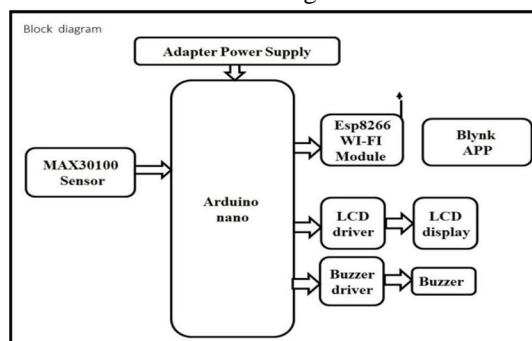 Block diagram
Adapter Power Supply
MAX30100
Sensor
Arduino
nano
Esp8266
WI-FI
Module
Blynk
APP
LCD
driver
LCD
display
Buzzer
driver
Buzzer